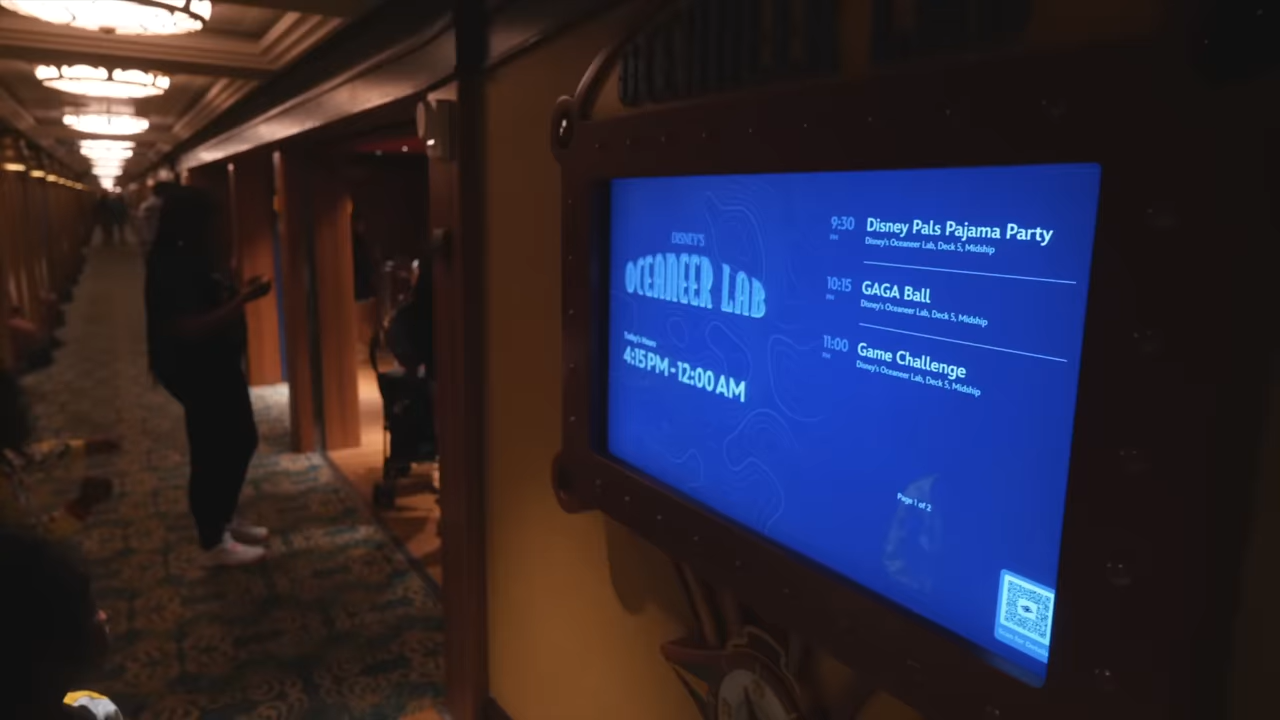 DISNEY'S
OCEANEER LAB
Today's Hours
4:15 PM - 12:00 AM
9:30 PM
Disney Pals Pajama Party
Disney's Oceaneer Lab, Deck 5, Midship
10:15 PM
GAGA Ball
Disney's Oceaneer Lab, Deck 5, Midship
11:00 PM
Game Challenge
Disney's Oceaneer Lab, Deck 5, Midship
Page 1 of 2
Scan for